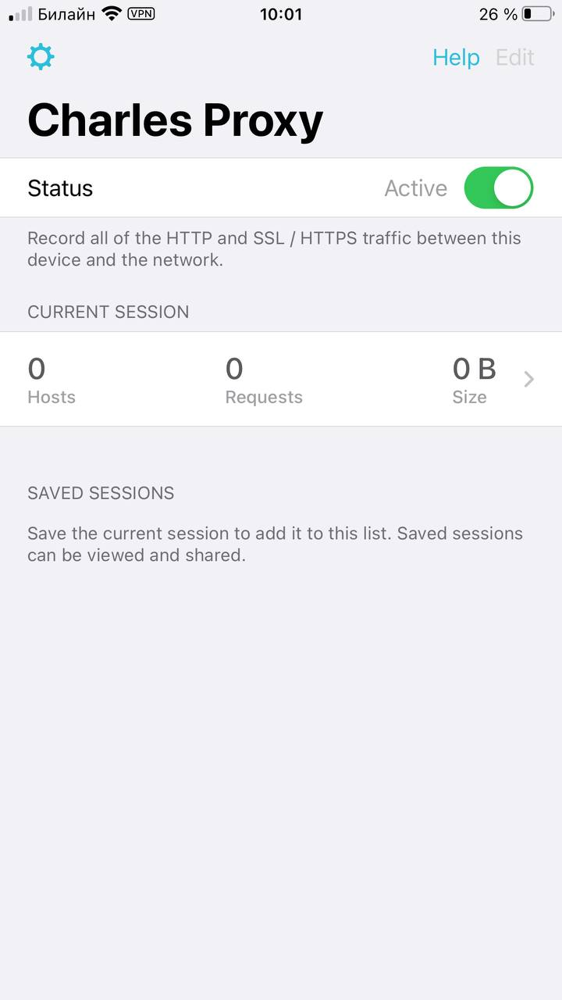 Билайн VPN 10:01 26 %
Help Edit
Charles Proxy
Status Active
Record all of the HTTP and SSL / HTTPS traffic between this
device and the network.
CURRENT SESSION
0 0 0 B
Hosts Requests Size
SAVED SESSIONS
Save the current session to add it to this list. Saved sessions
can be viewed and shared.